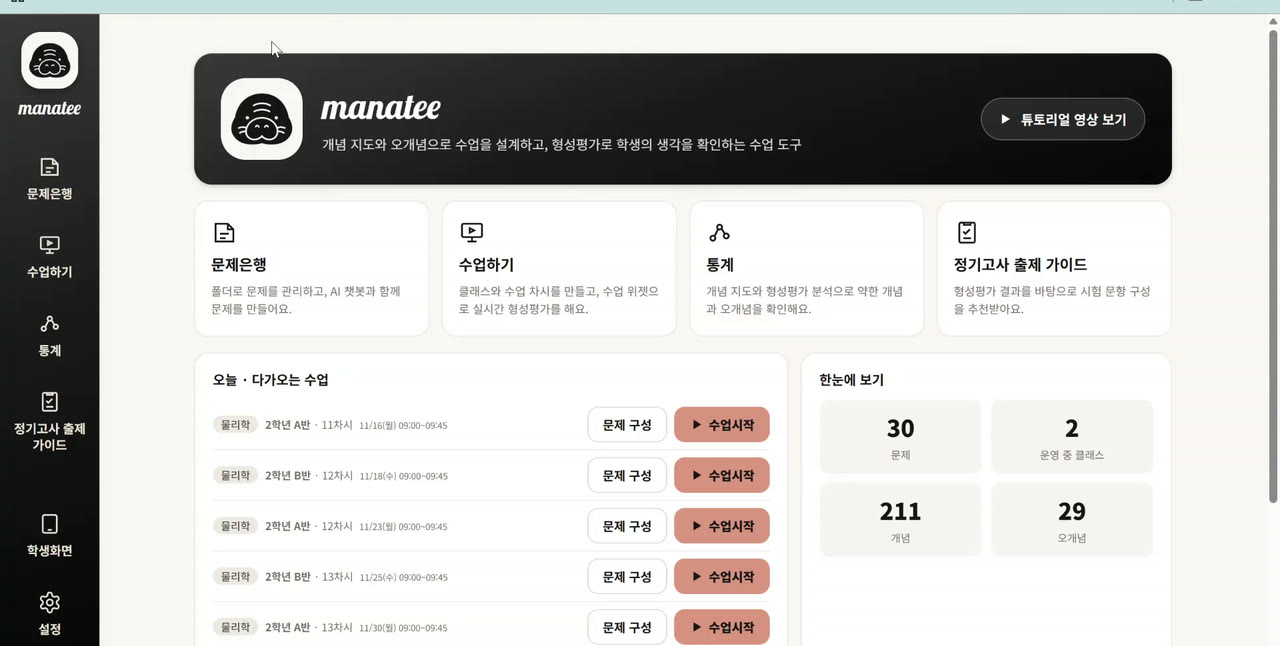 manatee
문제은행
수업하기
통계
정기고사 출제
가이드
학생화면
설정
manatee
개념 지도와 오개념으로 수업을 설계하고, 형성평가로 학생의 생각을 확인하는 수업 도구
▶ 튜토리얼 영상 보기
문제은행
폴더로 문제를 관리하고, AI 챗봇과 함께
문제를 만들어요.
수업하기
클래스와 수업 차시를 만들고, 수업 위젯으
로 실시간 형성평가를 해요.
통계
개념 지도와 형성평가 분석으로 약한 개념
과 오개념을 확인해요.
정기고사 출제 가이드
형성평가 결과를 바탕으로 시험 문항 구성
을 추천받아요.
오늘 · 다가오는 수업
물리학 2학년 A반 · 11차시 11/16(월) 09:00~09:45 문제 구성 ▶ 수업시작
물리학 2학년 B반 · 12차시 11/18(수) 09:00~09:45 문제 구성 ▶ 수업시작
물리학 2학년 A반 · 12차시 11/23(월) 09:00~09:45 문제 구성 ▶ 수업시작
물리학 2학년 B반 · 13차시 11/25(수) 09:00~09:45 문제 구성 ▶ 수업시작
물리학 2학년 A반 · 13차시 11/30(월) 09:00~09:45 문제 구성 ▶ 수업시작
한눈에 보기
30
문제
2
운영 중 클래스
211
개념
29
오개념